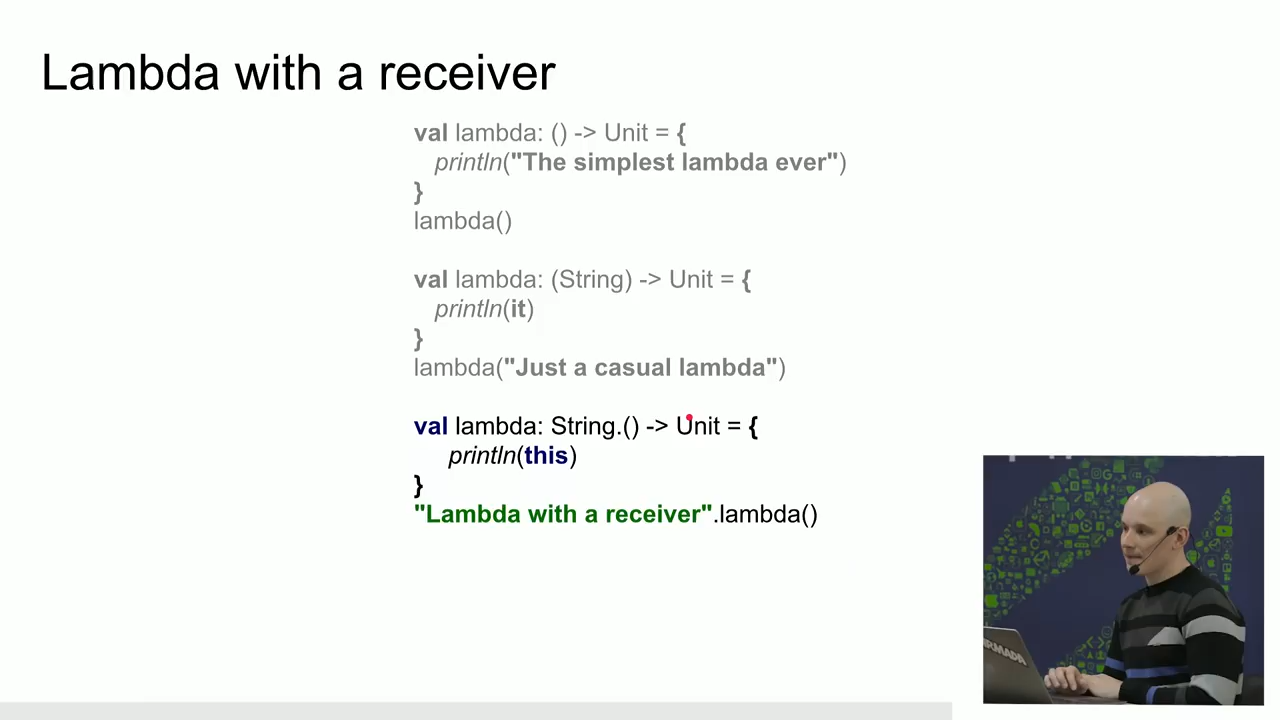 Lambda with a receiver
val lambda: () -> Unit = {
println("The simplest lambda ever")
}
lambda()
val lambda: (String) -> Unit = {
println(it)
}
lambda("Just a casual lambda")
val lambda: String.() -> Unit = {
println(this)
}
"Lambda with a receiver".lambda()